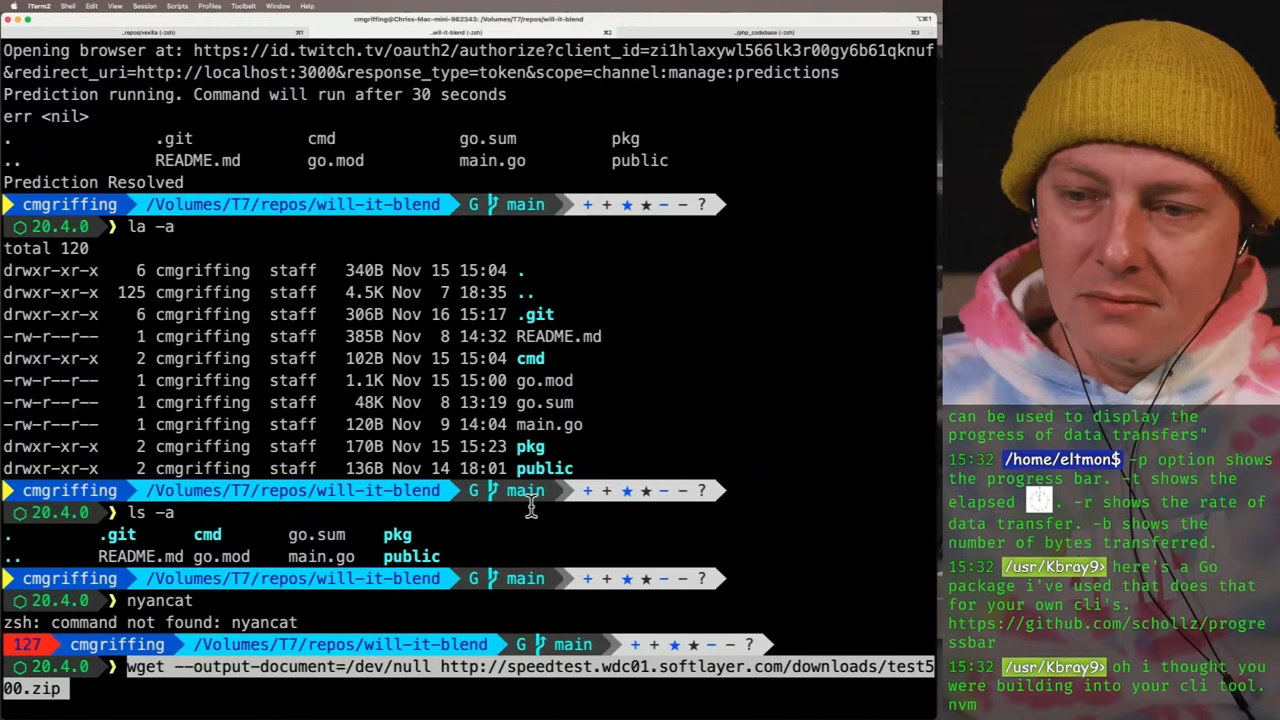 iTerm2 Shell Edit View Session Scripts Profiles Toolbelt Window Help
cmgriffing@Chriss-Mac-mini-962343: /Volumes/T7/repos/will-it-blend
..repos/vexilla (-zsh) ⌘1 ..will-it-blend (-zsh) ⌘2 ../php_codebase (-zsh) ⌘3
Opening browser at: https://id.twitch.tv/oauth2/authorize?client_id=zi1hlaxywl566lk3r00gy6b61qknuf
&redirect_uri=http://localhost:3000&response_type=token&scope=channel:manage:predictions
Prediction running. Command will run after 30 seconds
err <nil>
. .git cmd go.sum pkg
.. README.md go.mod main.go public
Prediction Resolved
cmgriffing /Volumes/T7/repos/will-it-blend G main + + ★ ★ − − ?
20.4.0 ❯ la -a
total 120
drwxr-xr-x 6 cmgriffing staff 340B Nov 15 15:04 .
drwxr-xr-x 125 cmgriffing staff 4.5K Nov 7 18:35 ..
drwxr-xr-x 6 cmgriffing staff 306B Nov 16 15:17 .git
-rw-r--r-- 1 cmgriffing staff 385B Nov 8 14:32 README.md
drwxr-xr-x 2 cmgriffing staff 102B Nov 15 15:04 cmd
-rw-r--r-- 1 cmgriffing staff 1.1K Nov 15 15:00 go.mod
-rw-r--r-- 1 cmgriffing staff 48K Nov 8 13:19 go.sum
-rw-r--r-- 1 cmgriffing staff 120B Nov 9 14:04 main.go
drwxr-xr-x 2 cmgriffing staff 170B Nov 15 15:23 pkg
drwxr-xr-x 2 cmgriffing staff 136B Nov 14 18:01 public
cmgriffing /Volumes/T7/repos/will-it-blend G main + + ★ ★ − − ?
20.4.0 ❯ ls -a
. .git cmd go.sum pkg
.. README.md go.mod main.go public
cmgriffing /Volumes/T7/repos/will-it-blend G main + + ★ ★ − − ?
20.4.0 ❯ nyancat
zsh: command not found: nyancat
127 cmgriffing /Volumes/T7/repos/will-it-blend G main + + ★ ★ − − ?
20.4.0 ❯ wget --output-document=/dev/null http://speedtest.wdc01.softlayer.com/downloads/test5
00.zip
can be used to display the
progress of data transfers"
15:32 /home/eltmon$ -p option shows
the progress bar. -t shows the
elapsed . -r shows the rate of
data transfer. -b shows the
number of bytes transferred.
15:32 /usr/Kbray9> here's a Go
package i've used that does that
for your own cli's.
https://github.com/schollz/progre
ssbar
15:32 /usr/Kbray9> oh i thought you
were building into your cli tool.
nvm